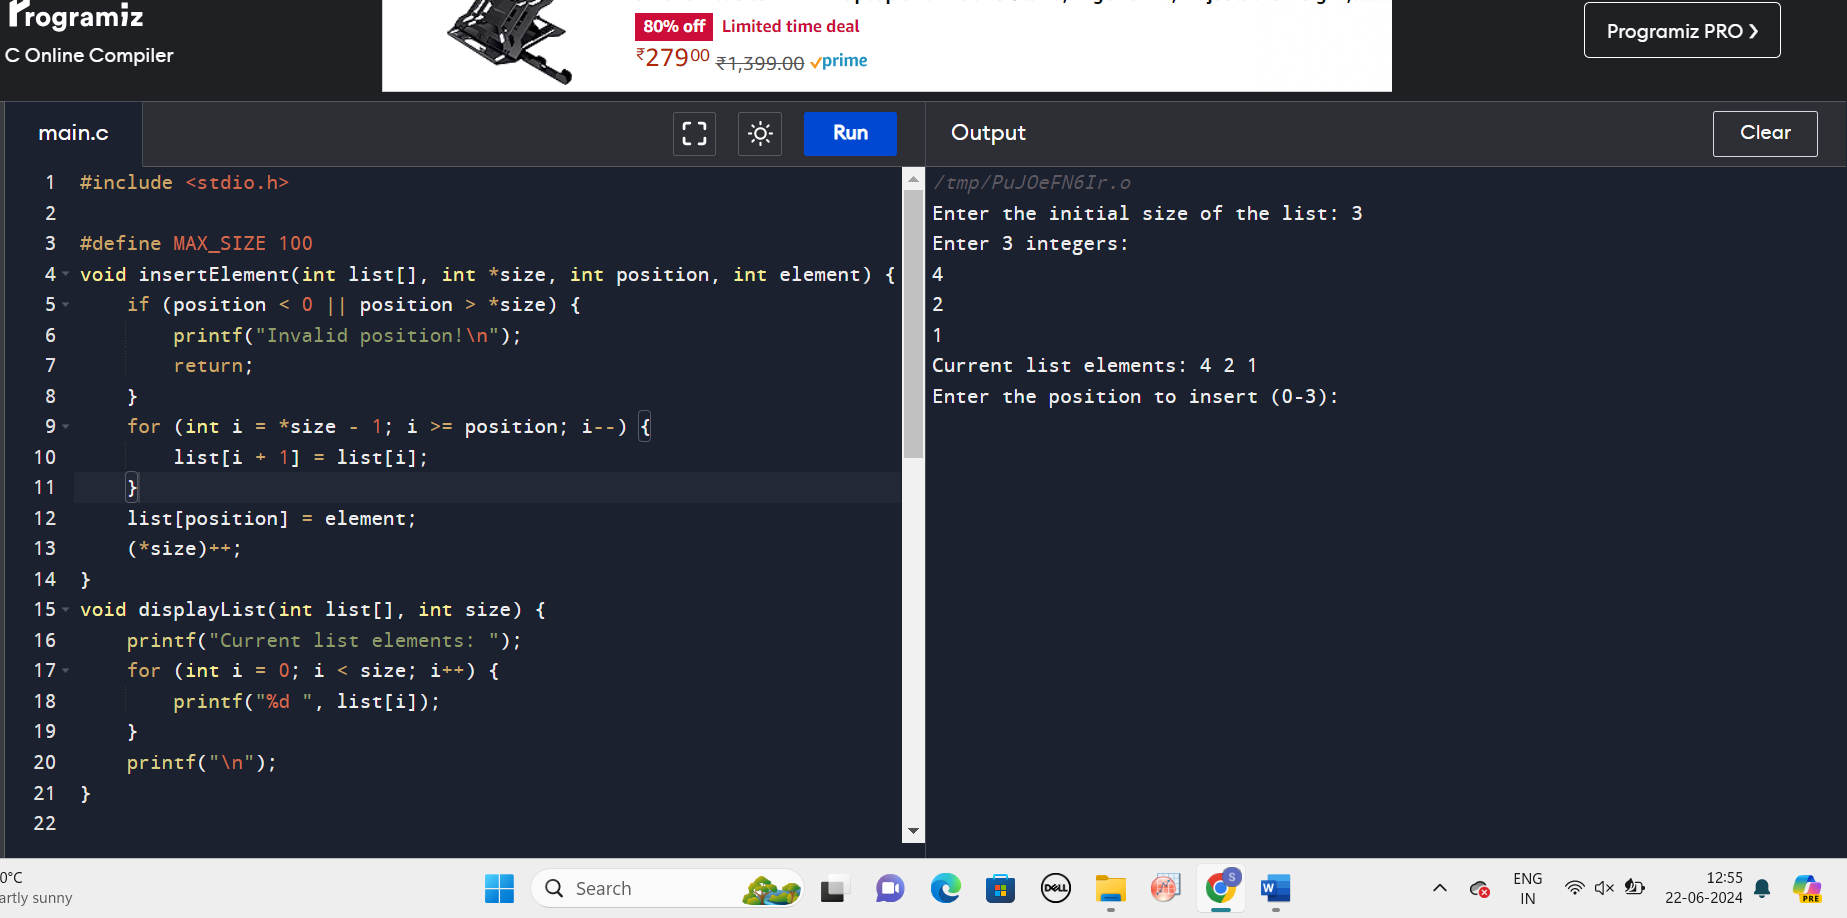 Programiz
C Online Compiler
80% off Limited time deal
₹27900 ₹1,399.00 prime
Programiz PRO ❯
main.c
Run
Output
Clear
1 #include <stdio.h>
2
3 #define MAX_SIZE 100
4 void insertElement(int list[], int *size, int position, int element) {
5 if (position < 0 || position > *size) {
6 printf("Invalid position!\n");
7 return;
8 }
9 for (int i = *size - 1; i >= position; i--) {
10 list[i + 1] = list[i];
11 }
12 list[position] = element;
13 (*size)++;
14 }
15 void displayList(int list[], int size) {
16 printf("Current list elements: ");
17 for (int i = 0; i < size; i++) {
18 printf("%d ", list[i]);
19 }
20 printf("\n");
21 }
22
/tmp/PuJOeFN6Ir.o
Enter the initial size of the list: 3
Enter 3 integers:
4
2
1
Current list elements: 4 2 1
Enter the position to insert (0-3):
0°C
artly sunny
Search
DELL
S
W
ENG
IN
12:55
22-06-2024
PRE